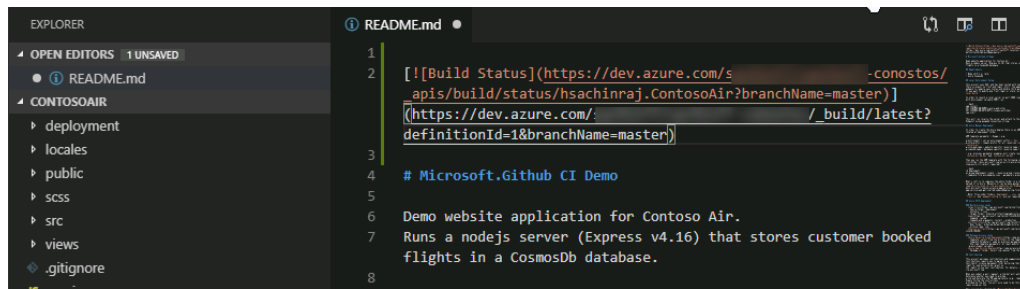 EXPLORER
OPEN EDITORS 1 UNSAVED
README.md
CONTOSOAIR
deployment
locales
public
scss
src
views
.gitignore
README.md
1
2 [![Build Status](https://dev.azure.com/s -conostos/
_apis/build/status/hsachinraj.ContosoAir?branchName=master)]
(https://dev.azure.com/ /_build/latest?
definitionId=1&branchName=master)
3
4 # Microsoft.Github CI Demo
5
6 Demo website application for Contoso Air.
7 Runs a nodejs server (Express v4.16) that stores customer booked
flights in a CosmosDb database.
8